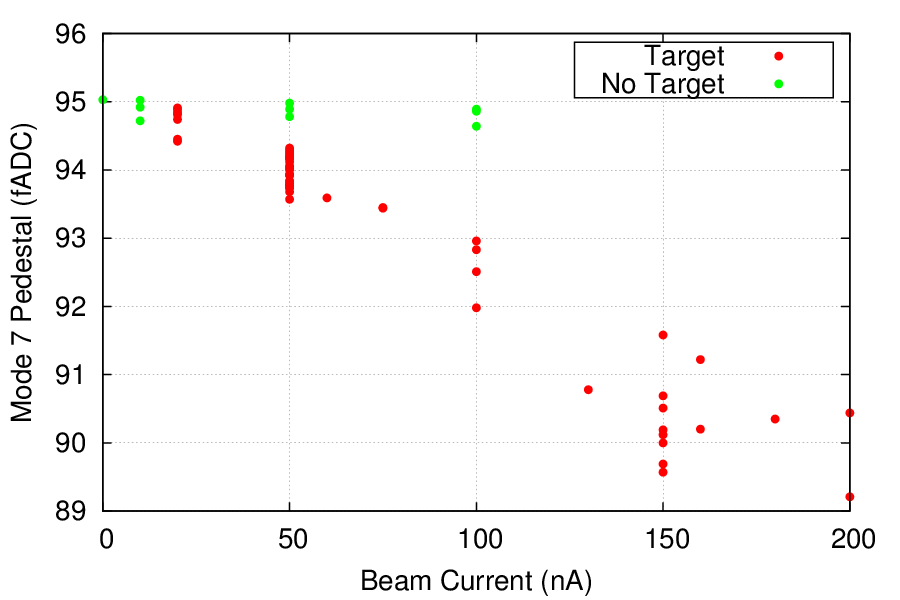 96
95
94
93
92
91
90
89
Mode 7 Pedestal (fADC)
Target
No Target
0 50 100 150 200
Beam Current (nA)